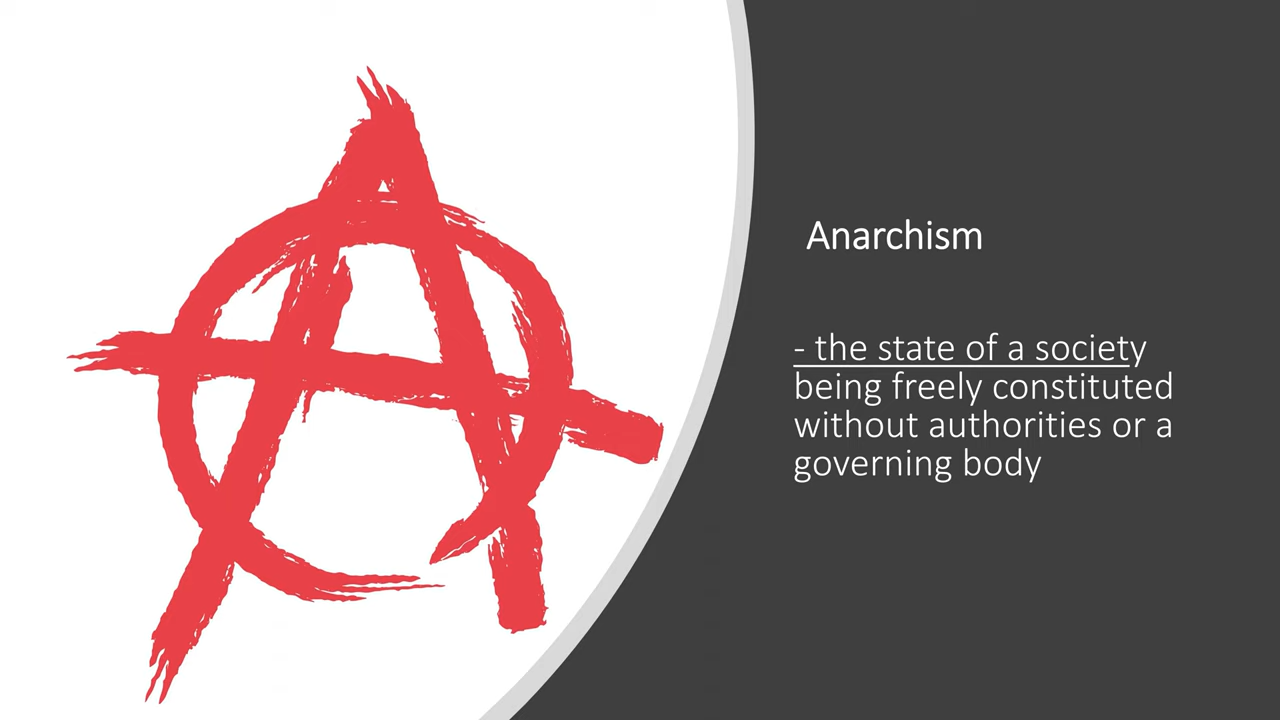 Anarchism
- the state of a society
being freely constituted
without authorities or a
governing body